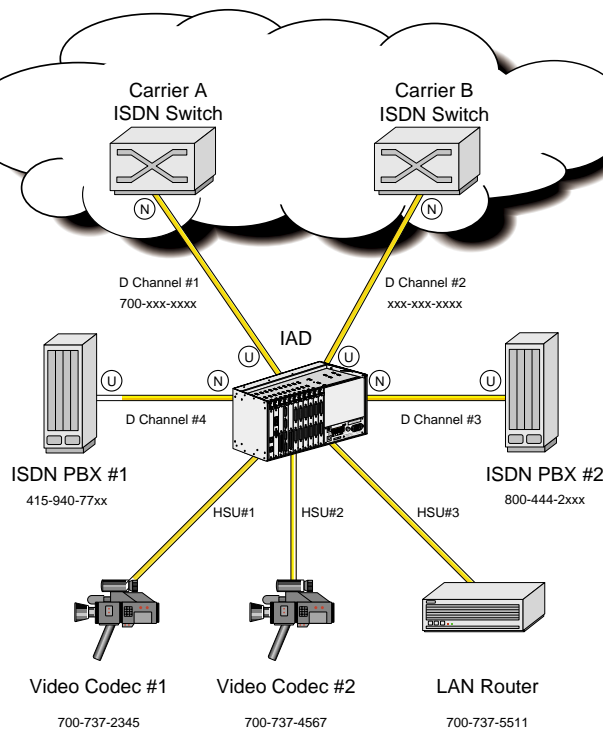 Carrier A
ISDN Switch
Carrier B
ISDN Switch
N
N
D Channel #1
700-xxx-xxxx
D Channel #2
xxx-xxx-xxxx
IAD
U
U
U
N
N
U
D Channel #4
D Channel #3
ISDN PBX #1
415-940-77xx
ISDN PBX #2
800-444-2xxx
HSU#1
HSU#2
HSU#3
Video Codec #1
Video Codec #2
LAN Router
700-737-2345
700-737-4567
700-737-5511